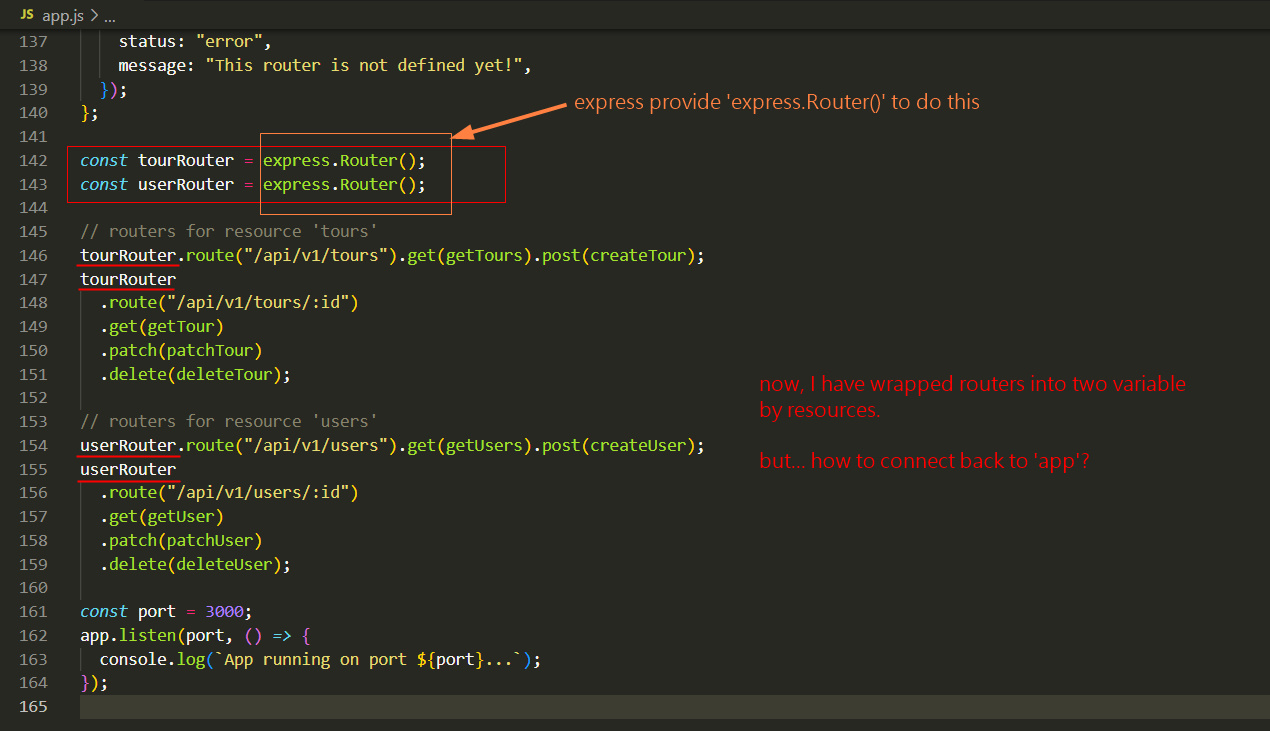 JS app.js > ...
137 status: "error",
138 message: "This router is not defined yet!",
139 });
140 };
express provide 'express.Router()' to do this
141
142 const tourRouter = express.Router();
143 const userRouter = express.Router();
144
145 // routers for resource 'tours'
146 tourRouter.route("/api/v1/tours").get(getTours).post(createTour);
147 tourRouter
148 .route("/api/v1/tours/:id")
149 .get(getTour)
150 .patch(patchTour)
151 .delete(deleteTour);
152
now, I have wrapped routers into two variable
by resources.
but... how to connect back to 'app'?
153 // routers for resource 'users'
154 userRouter.route("/api/v1/users").get(getUsers).post(createUser);
155 userRouter
156 .route("/api/v1/users/:id")
157 .get(getUser)
158 .patch(patchUser)
159 .delete(deleteUser);
160
161 const port = 3000;
162 app.listen(port, () => {
163 console.log(`App running on port ${port}...`);
164 });
165